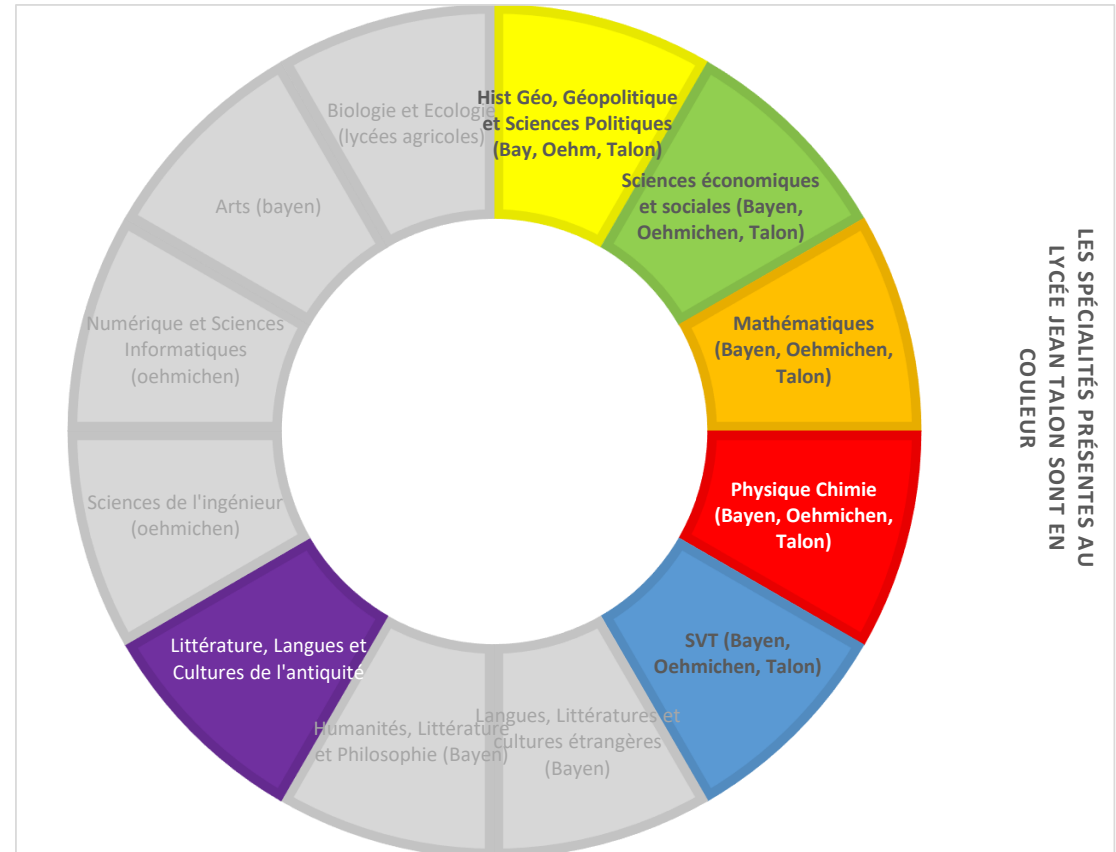 Hist Géo, Géopolitique
et Sciences Politiques
(Bay, Oehm, Talon)
Sciences économiques
et sociales (Bayen,
Oehmichen, Talon)
Mathématiques
(Bayen, Oehmichen,
Talon)
Physique Chimie
(Bayen, Oehmichen,
Talon)
SVT (Bayen,
Oehmichen, Talon)
Langues, Littératures et
cultures étrangères
(Bayen)
Humanités, Littérature
et Philosophie (Bayen)
Littérature, Langues et
Cultures de l'antiquité
Sciences de l'ingénieur
(oehmichen)
Numérique et Sciences
Informatiques
(oehmichen)
Arts (bayen)
Biologie et Ecologie
(lycées agricoles)
LES SPÉCIALITÉS PRÉSENTES AU
LYCÉE JEAN TALON SONT EN
COULEUR